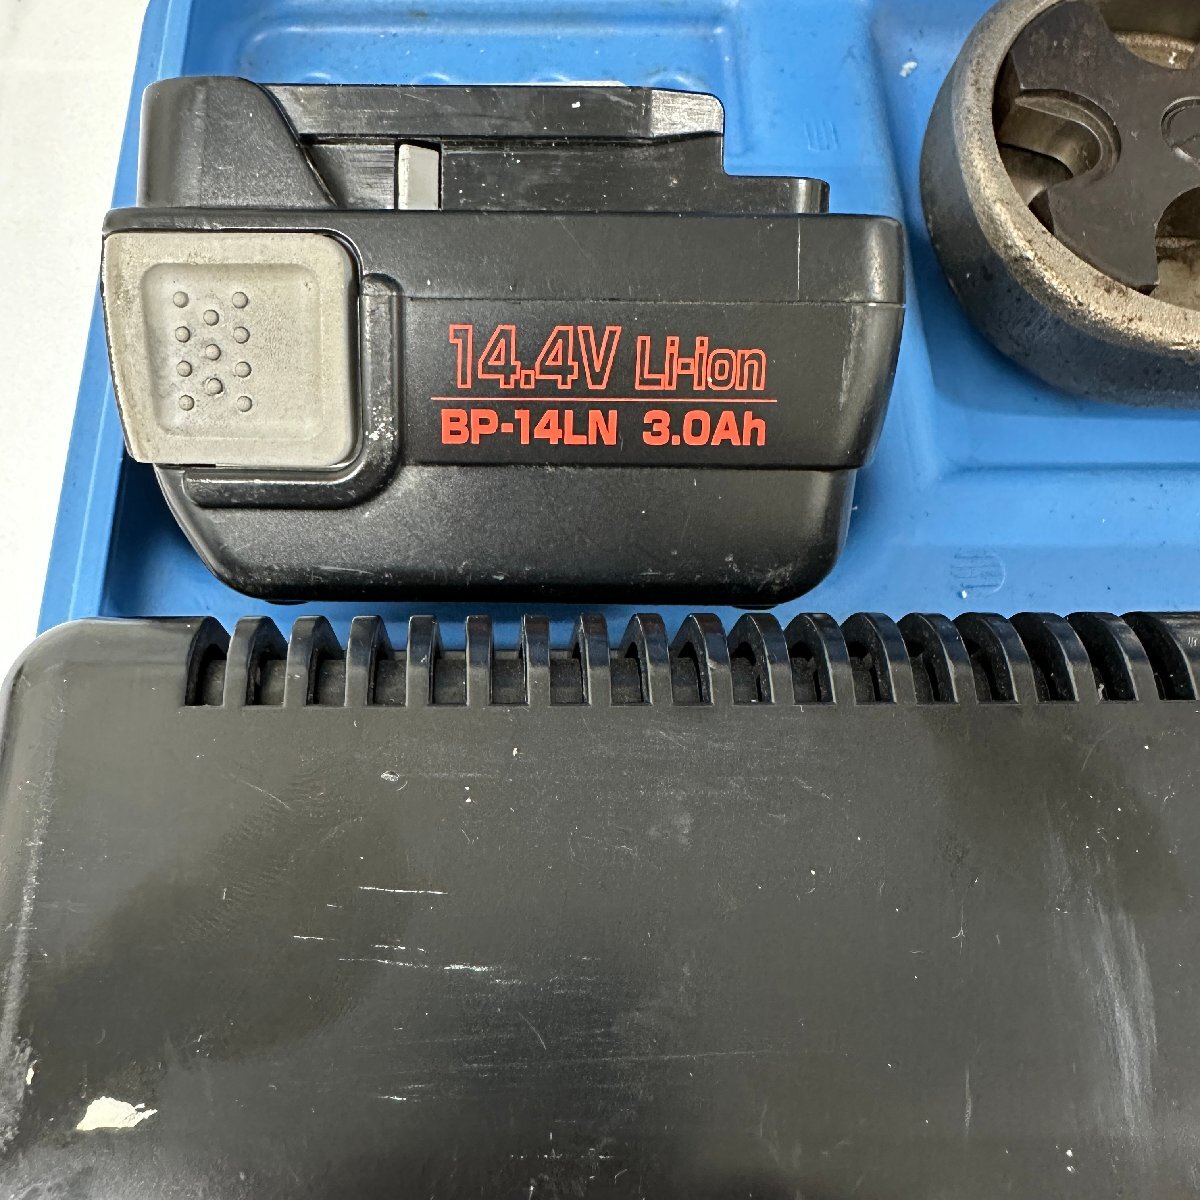 14.4V Li-ion
BP-14LN 3.0Ah